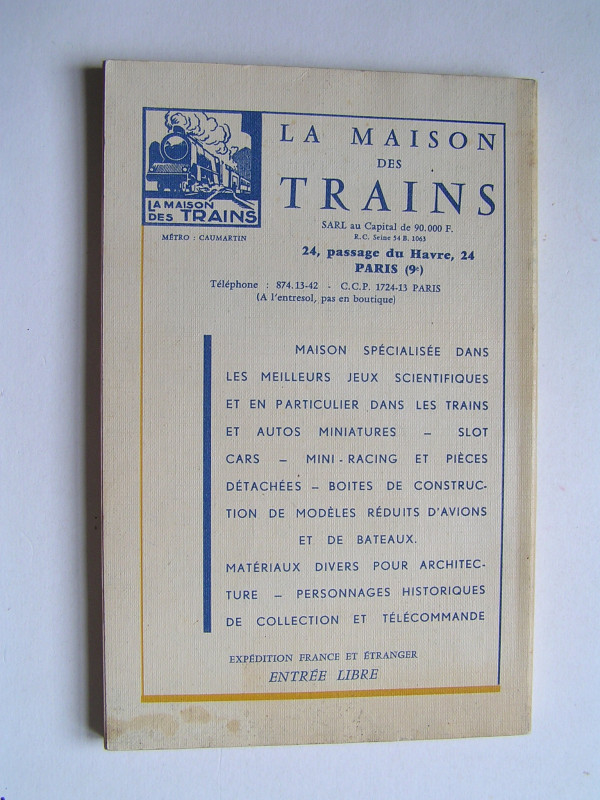 LA MAISON
DES TRAINS
MÉTRO : CAUMARTIN
LA MAISON
DES
TRAINS
SARL au Capital de 90.000 F.
R.C. Seine 54 B. 1063
24, passage du Havre, 24
PARIS (9e)
Téléphone : 874.13-42 - C.C.P. 1724-13 PARIS
(A l'entresol, pas en boutique)
MAISON SPÉCIALISÉE DANS
LES MEILLEURS JEUX SCIENTIFIQUES
ET EN PARTICULIER DANS LES TRAINS
ET AUTOS MINIATURES – SLOT
CARS – MINI-RACING ET PIÈCES
DÉTACHÉES – BOITES DE CONSTRUC-
TION DE MODÈLES RÉDUITS D'AVIONS
ET DE BATEAUX.
MATÉRIAUX DIVERS POUR ARCHITEC-
TURE – PERSONNAGES HISTORIQUES
DE COLLECTION ET TÉLÉCOMMANDE
EXPÉDITION FRANCE ET ÉTRANGER
ENTRÉE LIBRE